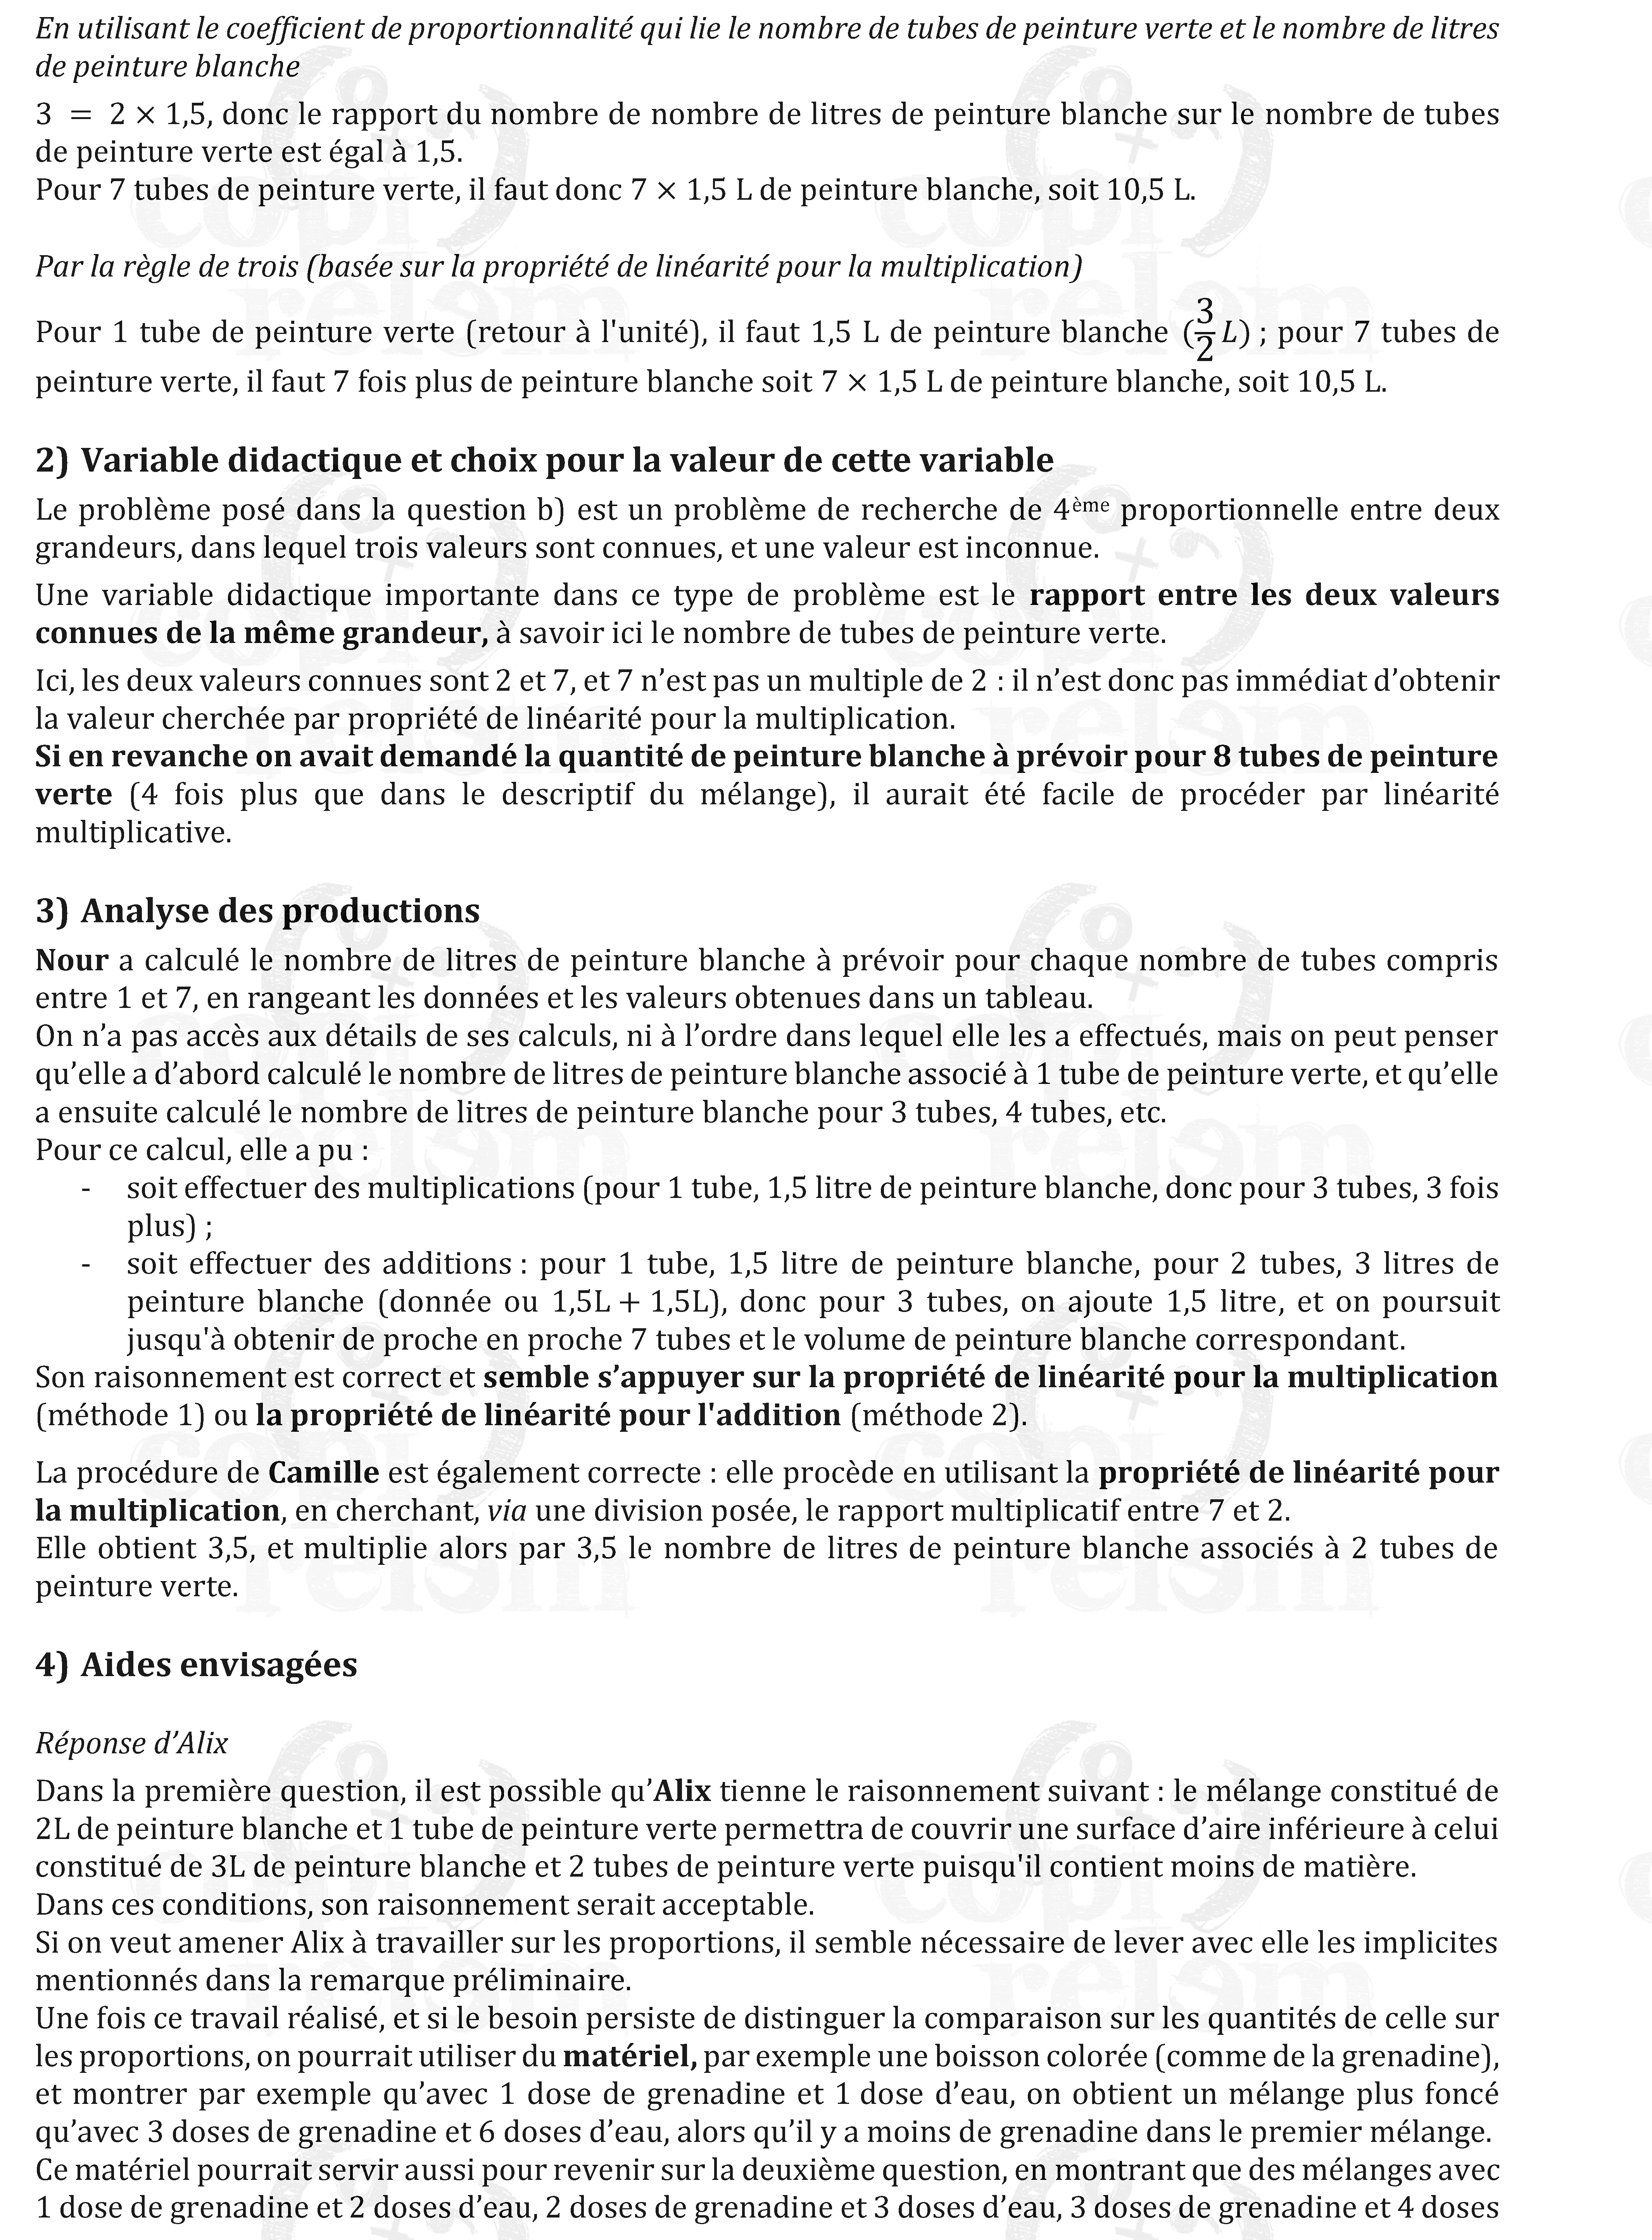 En utilisant le coefficient de proportionnalité qui lie le nombre de tubes de peinture verte et le nombre de litres
de peinture blanche
3 = 2 × 1,5, donc le rapport du nombre de nombre de litres de peinture blanche sur le nombre de tubes
de peinture verte est égal à 1,5.
Pour 7 tubes de peinture verte, il faut donc 7 × 1,5 L de peinture blanche, soit 10,5 L.
Par la règle de trois (basée sur la propriété de linéarité pour la multiplication)
Pour 1 tube de peinture verte (retour à l'unité), il faut 1,5 L de peinture blanche (3/2 L) ; pour 7 tubes de
peinture verte, il faut 7 fois plus de peinture blanche soit 7 × 1,5 L de peinture blanche, soit 10,5 L.
2) Variable didactique et choix pour la valeur de cette variable
Le problème posé dans la question b) est un problème de recherche de 4ème proportionnelle entre deux
grandeurs, dans lequel trois valeurs sont connues, et une valeur est inconnue.
Une variable didactique importante dans ce type de problème est le rapport entre les deux valeurs
connues de la même grandeur, à savoir ici le nombre de tubes de peinture verte.
Ici, les deux valeurs connues sont 2 et 7, et 7 n’est pas un multiple de 2 : il n’est donc pas immédiat d’obtenir
la valeur cherchée par propriété de linéarité pour la multiplication.
Si en revanche on avait demandé la quantité de peinture blanche à prévoir pour 8 tubes de peinture
verte (4 fois plus que dans le descriptif du mélange), il aurait été facile de procéder par linéarité
multiplicative.
3) Analyse des productions
Nour a calculé le nombre de litres de peinture blanche à prévoir pour chaque nombre de tubes compris
entre 1 et 7, en rangeant les données et les valeurs obtenues dans un tableau.
On n’a pas accès aux détails de ses calculs, ni à l’ordre dans lequel elle les a effectués, mais on peut penser
qu’elle a d’abord calculé le nombre de litres de peinture blanche associé à 1 tube de peinture verte, et qu’elle
a ensuite calculé le nombre de litres de peinture blanche pour 3 tubes, 4 tubes, etc.
Pour ce calcul, elle a pu :
- soit effectuer des multiplications (pour 1 tube, 1,5 litre de peinture blanche, donc pour 3 tubes, 3 fois
plus) ;
- soit effectuer des additions : pour 1 tube, 1,5 litre de peinture blanche, pour 2 tubes, 3 litres de
peinture blanche (donnée ou 1,5L + 1,5L), donc pour 3 tubes, on ajoute 1,5 litre, et on poursuit
jusqu'à obtenir de proche en proche 7 tubes et le volume de peinture blanche correspondant.
Son raisonnement est correct et semble s’appuyer sur la propriété de linéarité pour la multiplication
(méthode 1) ou la propriété de linéarité pour l'addition (méthode 2).
La procédure de Camille est également correcte : elle procède en utilisant la propriété de linéarité pour
la multiplication, en cherchant, via une division posée, le rapport multiplicatif entre 7 et 2.
Elle obtient 3,5, et multiplie alors par 3,5 le nombre de litres de peinture blanche associés à 2 tubes de
peinture verte.
4) Aides envisagées
Réponse d’Alix
Dans la première question, il est possible qu’Alix tienne le raisonnement suivant : le mélange constitué de
2L de peinture blanche et 1 tube de peinture verte permettra de couvrir une surface d’aire inférieure à celui
constitué de 3L de peinture blanche et 2 tubes de peinture verte puisqu'il contient moins de matière.
Dans ces conditions, son raisonnement serait acceptable.
Si on veut amener Alix à travailler sur les proportions, il semble nécessaire de lever avec elle les implicites
mentionnés dans la remarque préliminaire.
Une fois ce travail réalisé, et si le besoin persiste de distinguer la comparaison sur les quantités de celle sur
les proportions, on pourrait utiliser du matériel, par exemple une boisson colorée (comme de la grenadine),
et montrer par exemple qu’avec 1 dose de grenadine et 1 dose d’eau, on obtient un mélange plus foncé
qu’avec 3 doses de grenadine et 6 doses d’eau, alors qu’il y a moins de grenadine dans le premier mélange.
Ce matériel pourrait servir aussi pour revenir sur la deuxième question, en montrant que des mélanges avec
1 dose de grenadine et 2 doses d’eau, 2 doses de grenadine et 3 doses d’eau, 3 doses de grenadine et 4 doses